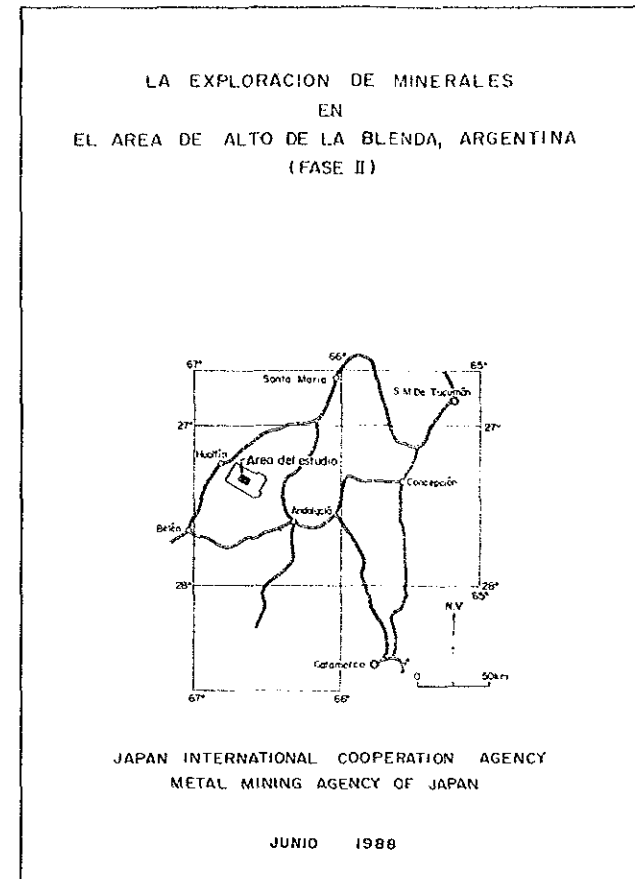 LA EXPLORACION DE MINERALES
EN
EL AREA DE ALTO DE LA BLENDA, ARGENTINA
(FASE II)
67°
66°
65°
Santa María
S.M.De Tucumán
27°
27°
Hualfín
Area del estudio
Concepción
Andalgalá
Belén
28°
28°
65°
N.V
Catamarca
0
50km
67°
66°
JAPAN INTERNATIONAL COOPERATION AGENCY
METAL MINING AGENCY OF JAPAN
JUNIO 1988